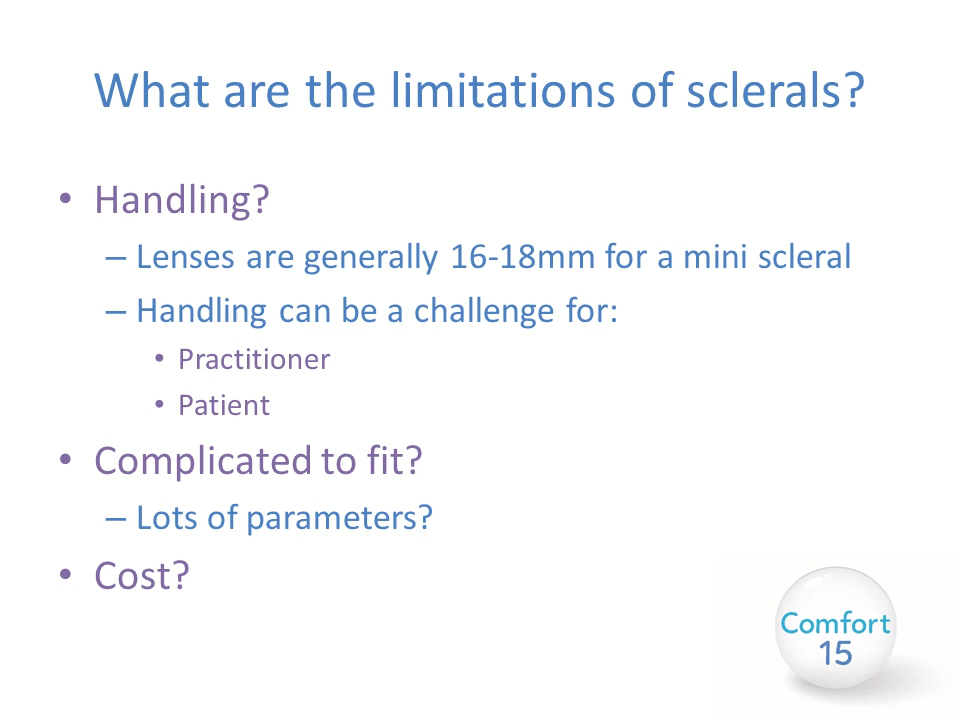 What are the limitations of sclerals?
• Handling?
– Lenses are generally 16-18mm for a mini scleral
– Handling can be a challenge for:
• Practitioner
• Patient
• Complicated to fit?
– Lots of parameters?
• Cost?
Comfort
15